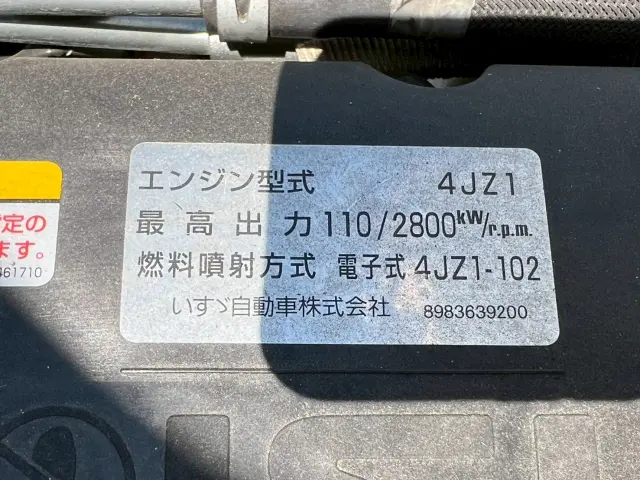 エンジン型式 4JZ1
最高出力 110/2800kW/r.p.m.
燃料噴射方式 電子式 4JZ1-102
いすゞ自動車株式会社 8983639200
定の
ます。
61710